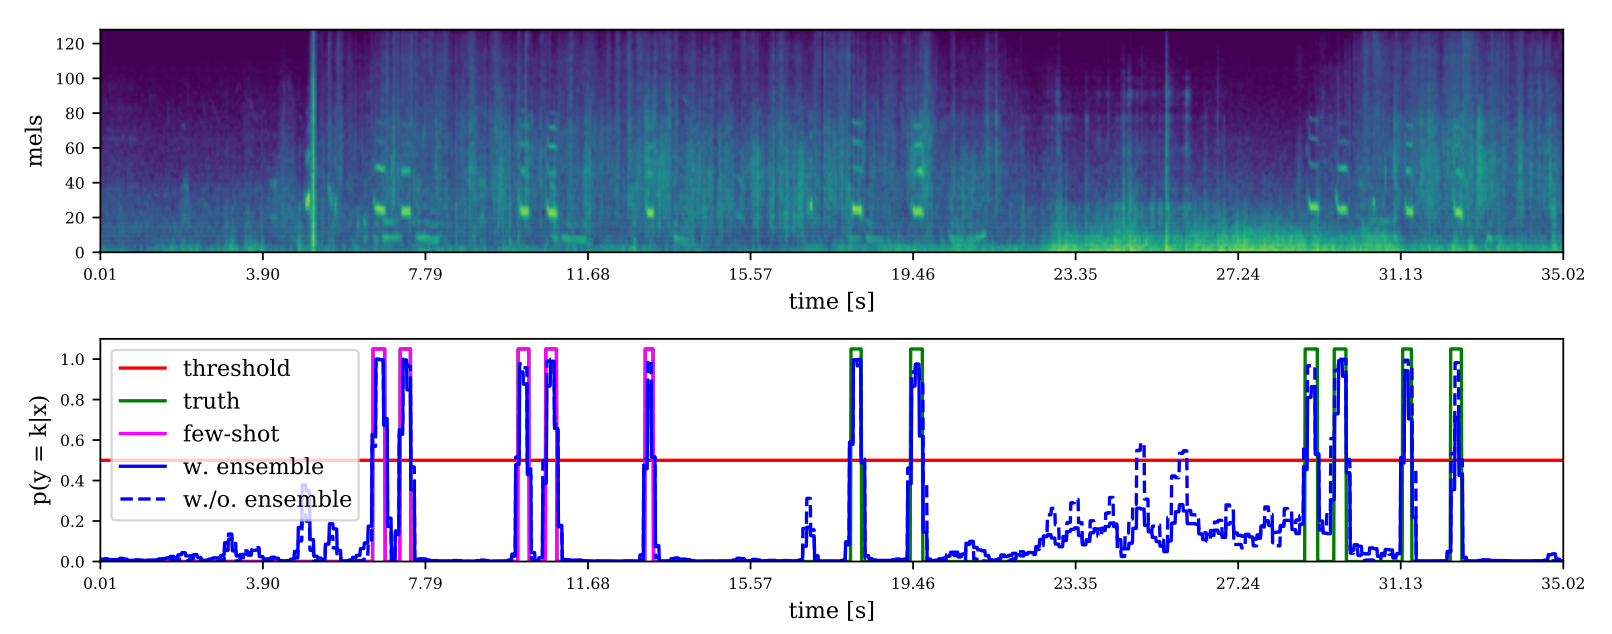 120
100
80
60
40
20
0
mels
0.01 3.90 7.79 11.68 15.57 19.46 23.35 27.24 31.13 35.02
time [s]
1.0
0.8
0.6
0.4
0.2
0.0
p(y = k|x)
threshold
truth
few-shot
w. ensemble
w./o. ensemble
0.01 3.90 7.79 11.68 15.57 19.46 23.35 27.24 31.13 35.02
time [s]